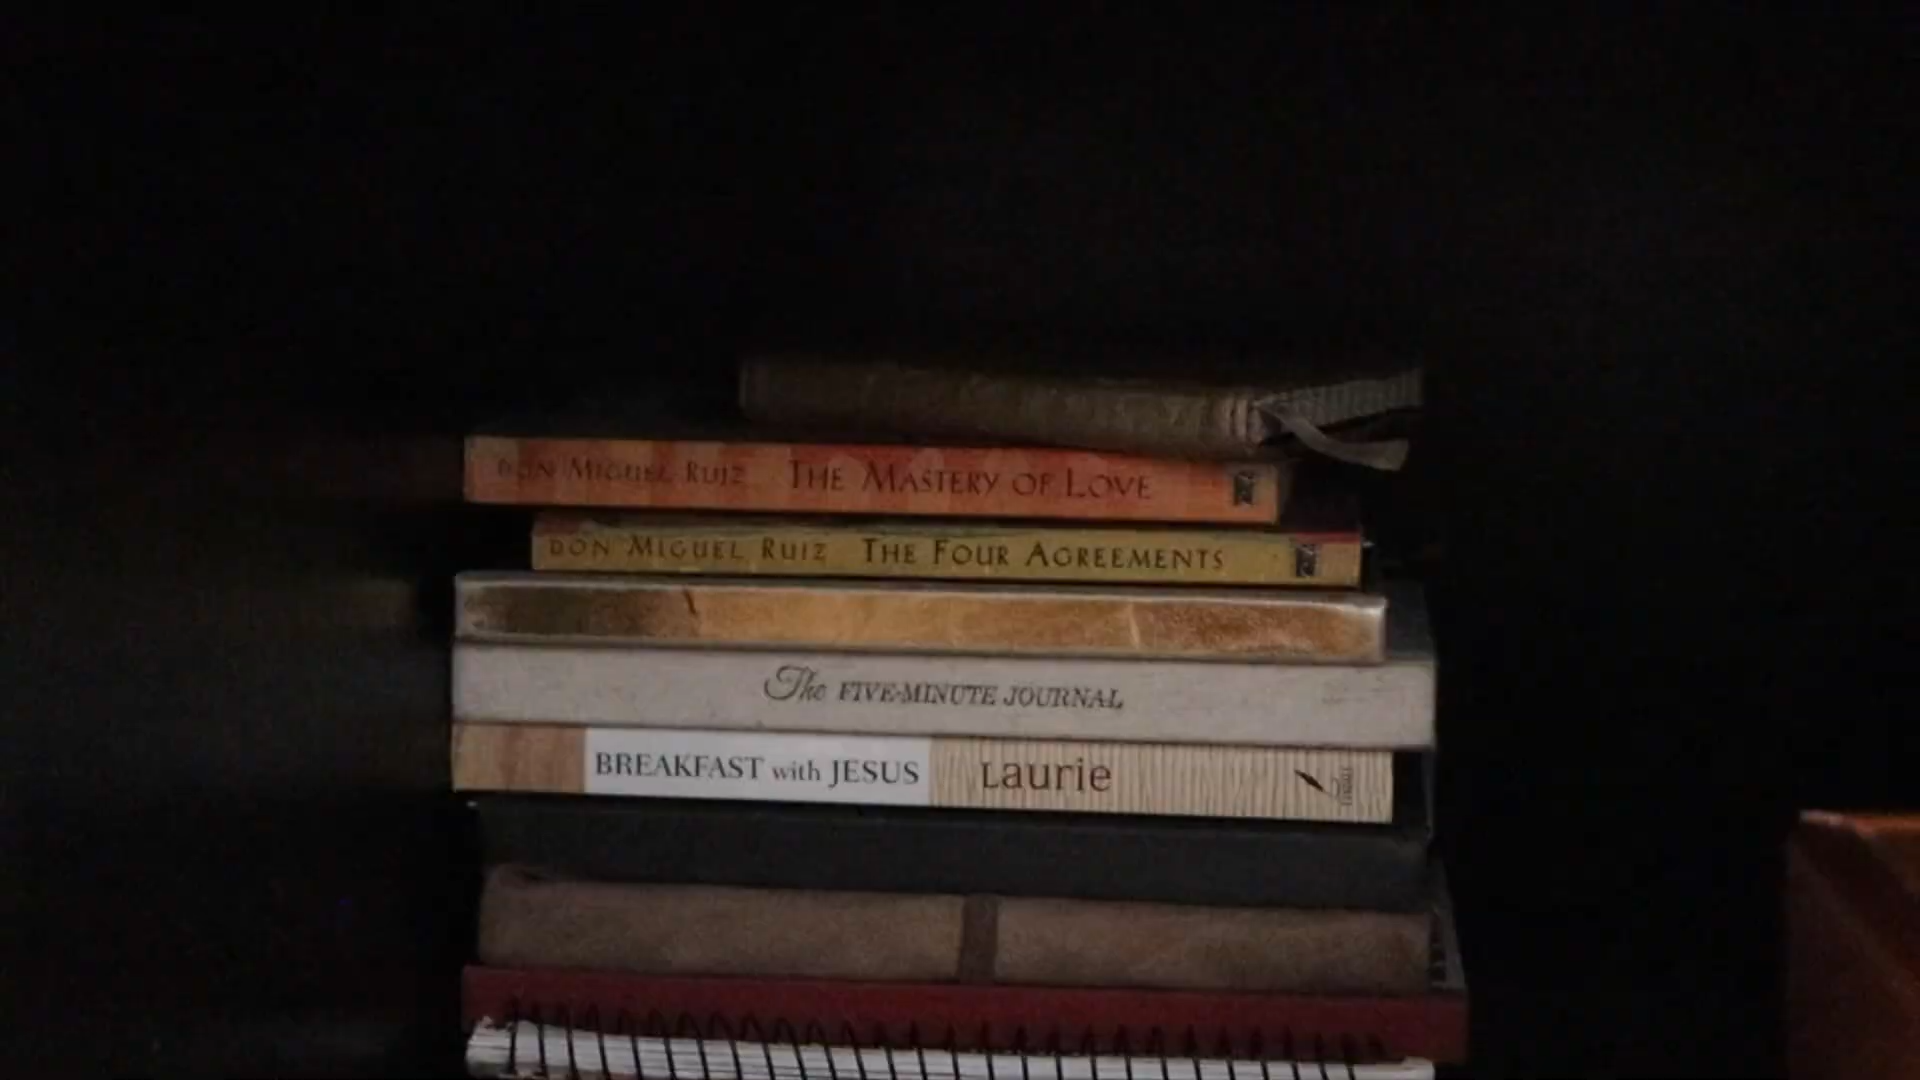 DON MIGUEL RUIZ THE MASTERY OF LOVE
DON MIGUEL RUIZ THE FOUR AGREEMENTS
The FIVE-MINUTE JOURNAL
BREAKFAST with JESUS Laurie